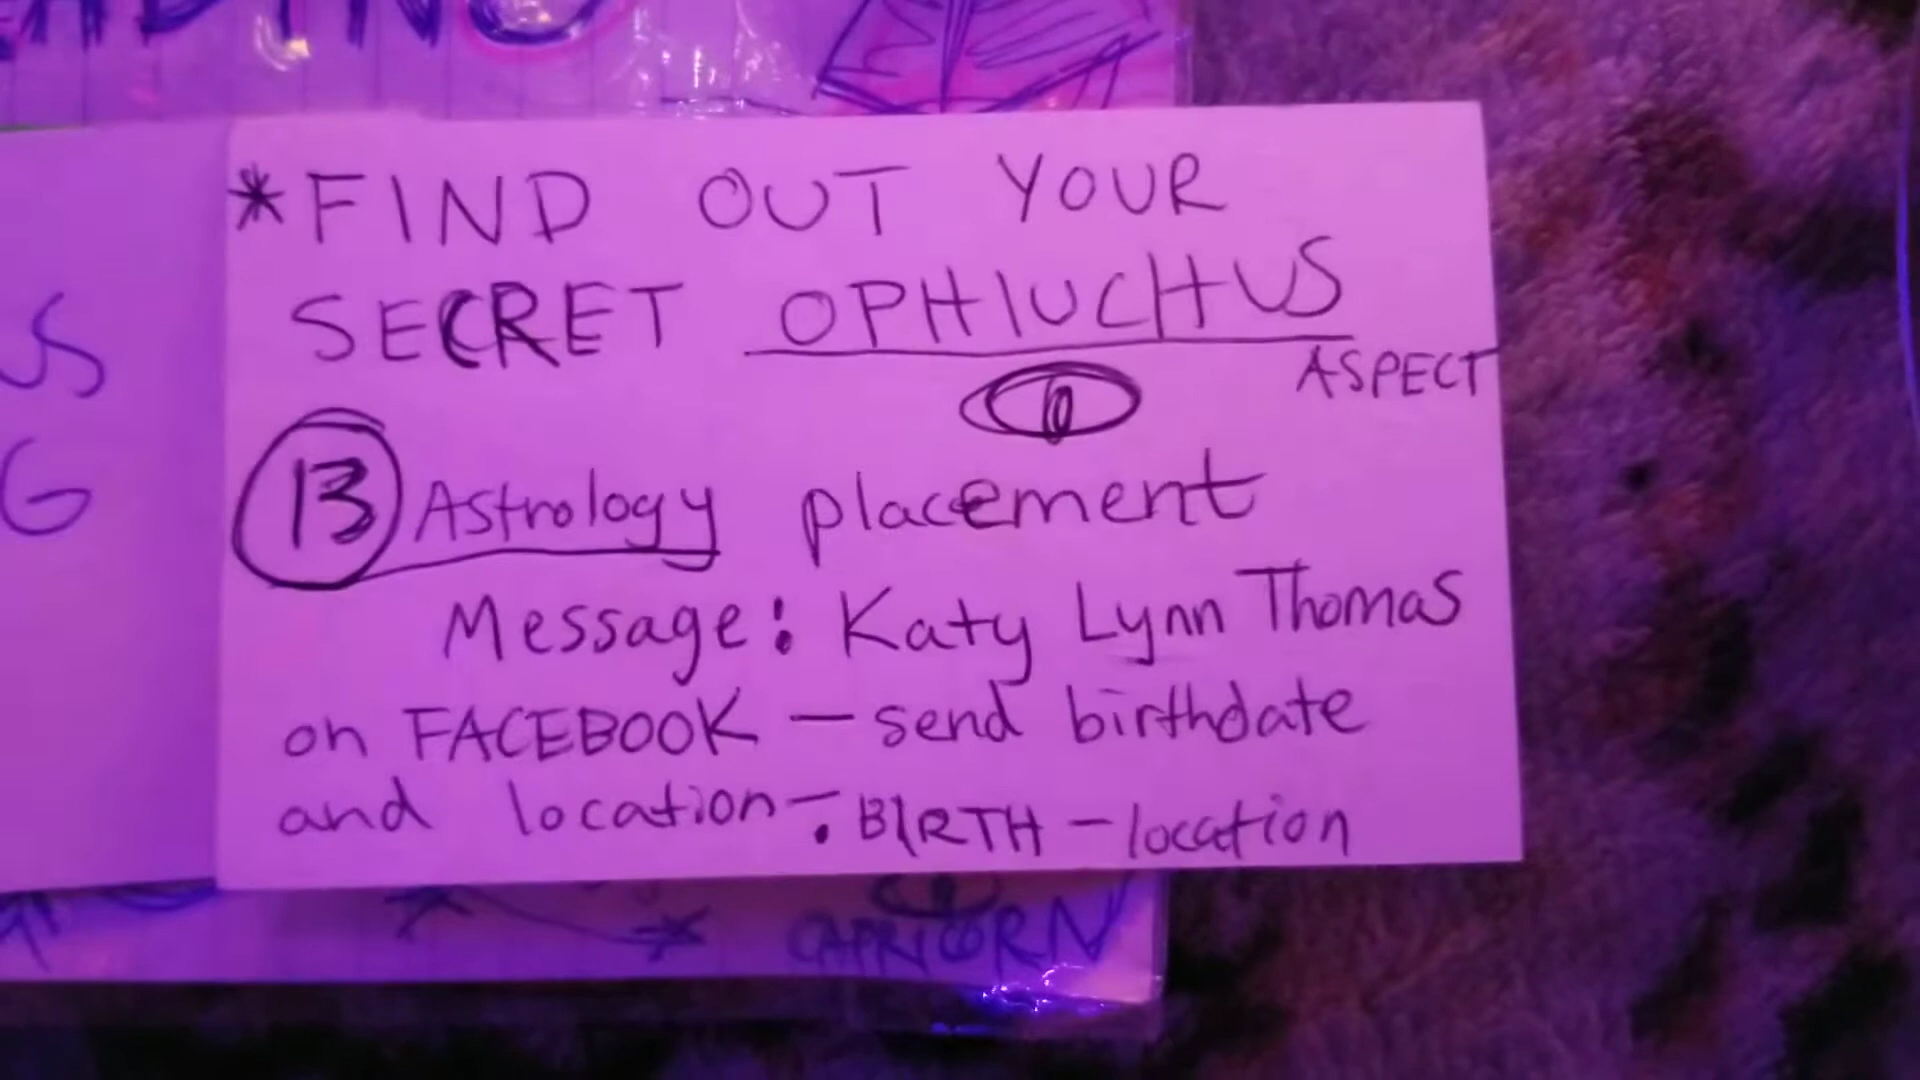 *FIND OUT YOUR
SECRET OPHIUCHUS
ASPECT
13 Astrology placement
Message: Katy Lynn Thomas
on FACEBOOK — send birthdate
and location -: BIRTH - location
CAPRICORN